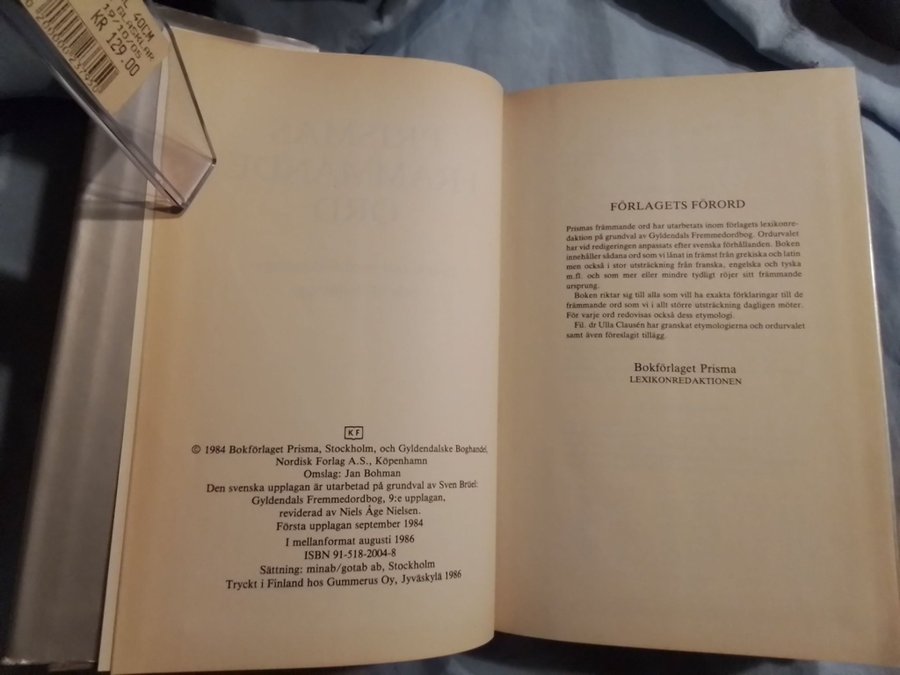 40CM
GLASKLAR
19/10/05
KR 129.00
KF
© 1984 Bokförlaget Prisma, Stockholm, och Gyldendalske Boghandel,
Nordisk Forlag A.S., Köpenhamn
Omslag: Jan Bohman
Den svenska upplagan är utarbetad på grundval av Sven Brüel:
Gyldendals Fremmedordbog, 9:e upplagan,
reviderad av Niels Åge Nielsen.
Första upplagan september 1984
I mellanformat augusti 1986
ISBN 91-518-2004-8
Sättning: minab/gotab ab, Stockholm
Tryckt i Finland hos Gummerus Oy, Jyväskylä 1986
FÖRLAGETS FÖRORD
Prismas främmande ord har utarbetats inom förlagets lexikonre-
daktion på grundval av Gyldendals Fremmedordbog. Ordurvalet
har vid redigeringen anpassats efter svenska förhållanden. Boken
innehåller sådana ord som vi lånat in främst från grekiska och latin
men också i stor utsträckning från franska, engelska och tyska
m.fl. och som mer eller mindre tydligt röjer sitt främmande
ursprung.
Boken riktar sig till alla som vill ha exakta förklaringar till de
främmande ord som vi i allt större utsträckning dagligen möter.
För varje ord redovisas också dess etymologi.
Fil. dr Ulla Clausén har granskat etymologierna och ordurvalet
samt även föreslagit tillägg.
Bokförlaget Prisma
LEXIKONREDAKTIONEN